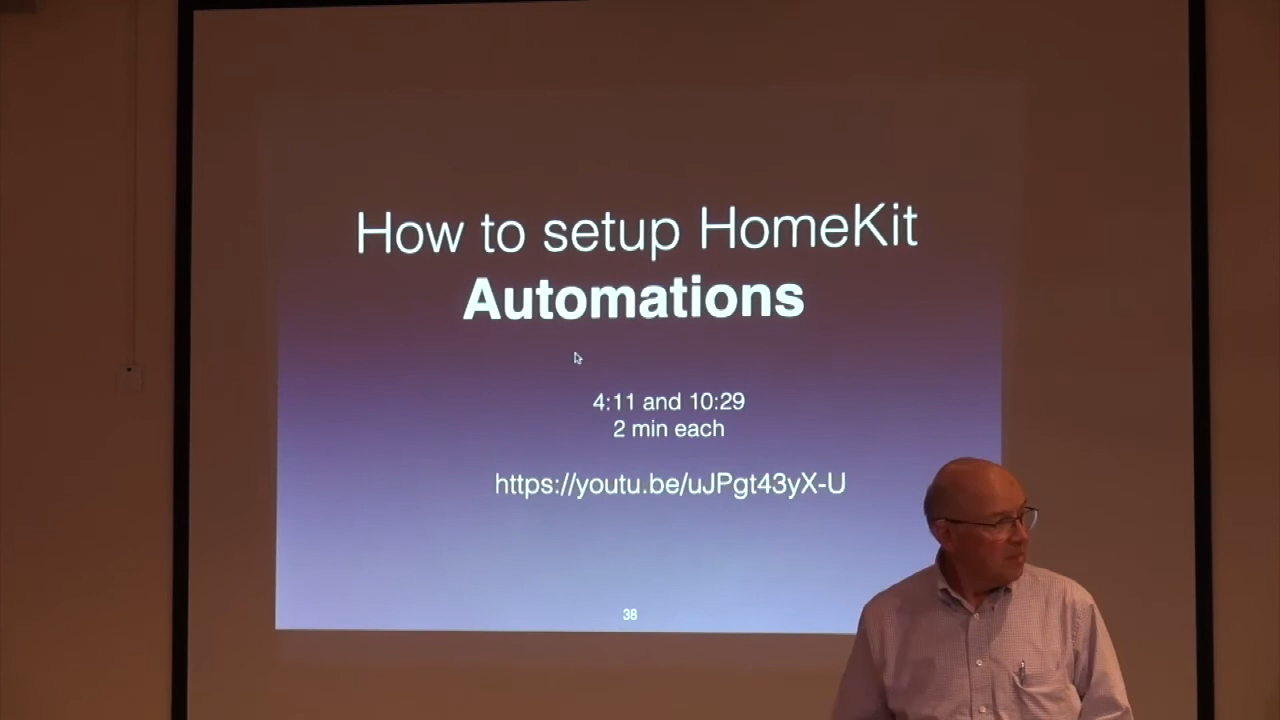 How to setup HomeKit
Automations
4:11 and 10:29
2 min each
https://youtu.be/uJPgt43yX-U
38